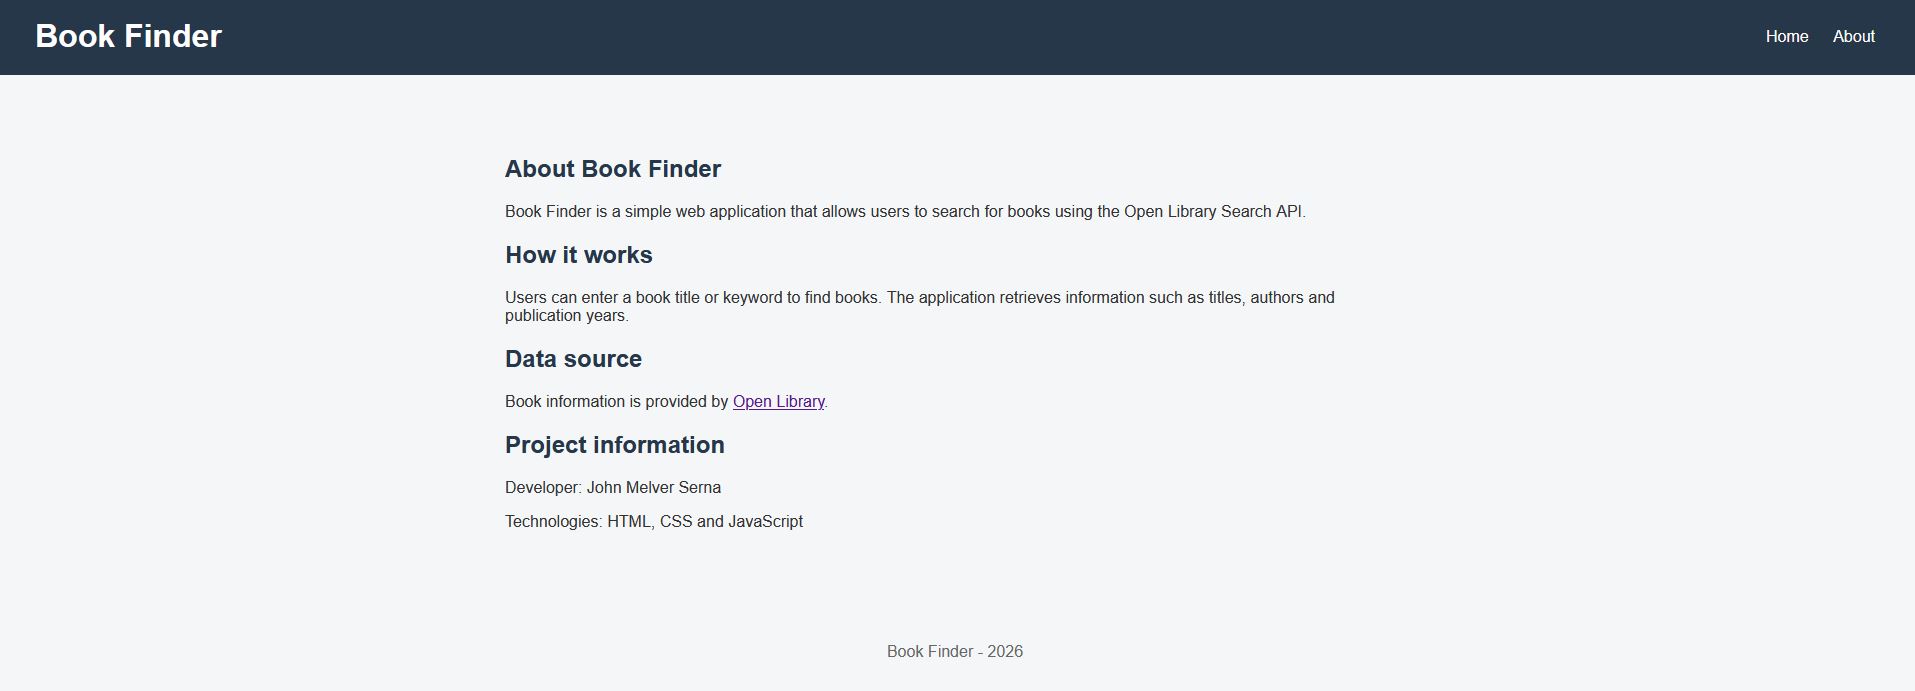 Book Finder
Home About
About Book Finder
Book Finder is a simple web application that allows users to search for books using the Open Library Search API.
How it works
Users can enter a book title or keyword to find books. The application retrieves information such as titles, authors and
publication years.
Data source
Book information is provided by Open Library.
Project information
Developer: John Melver Serna
Technologies: HTML, CSS and JavaScript
Book Finder - 2026